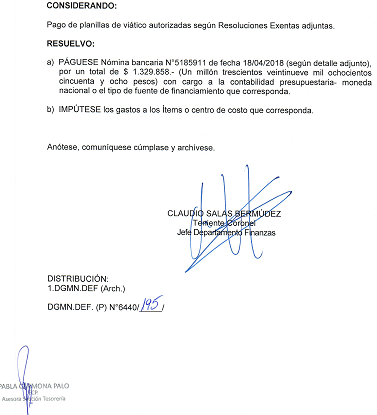 CONSIDERANDO:
Pago de planillas de viático autorizadas según Resoluciones Exentas adjuntas.
RESUELVO:
a) PÁGUESE Nómina bancaria N°5185911 de fecha 18/04/2018 (según detalle adjunto),
por un total de $ 1.329.858.- (Un millón trescientos veintinueve mil ochocientos
cincuenta y ocho pesos) con cargo a la contabilidad presupuestaria- moneda
nacional o el tipo de fuente de financiamiento que corresponda.
b) IMPÚTESE los gastos a los Ítems o centro de costo que corresponda.
Anótese, comuníquese cúmplase y archívese.
CLAUDIO SALAS BERMÚDEZ
Teniente Coronel
Jefe Departamento Finanzas
DISTRIBUCIÓN:
1.DGMN.DEF (Arch.)
DGMN.DEF. (P) N°6440/195/
PABLA CARMONA PALO
Asesora Sección Tesorería